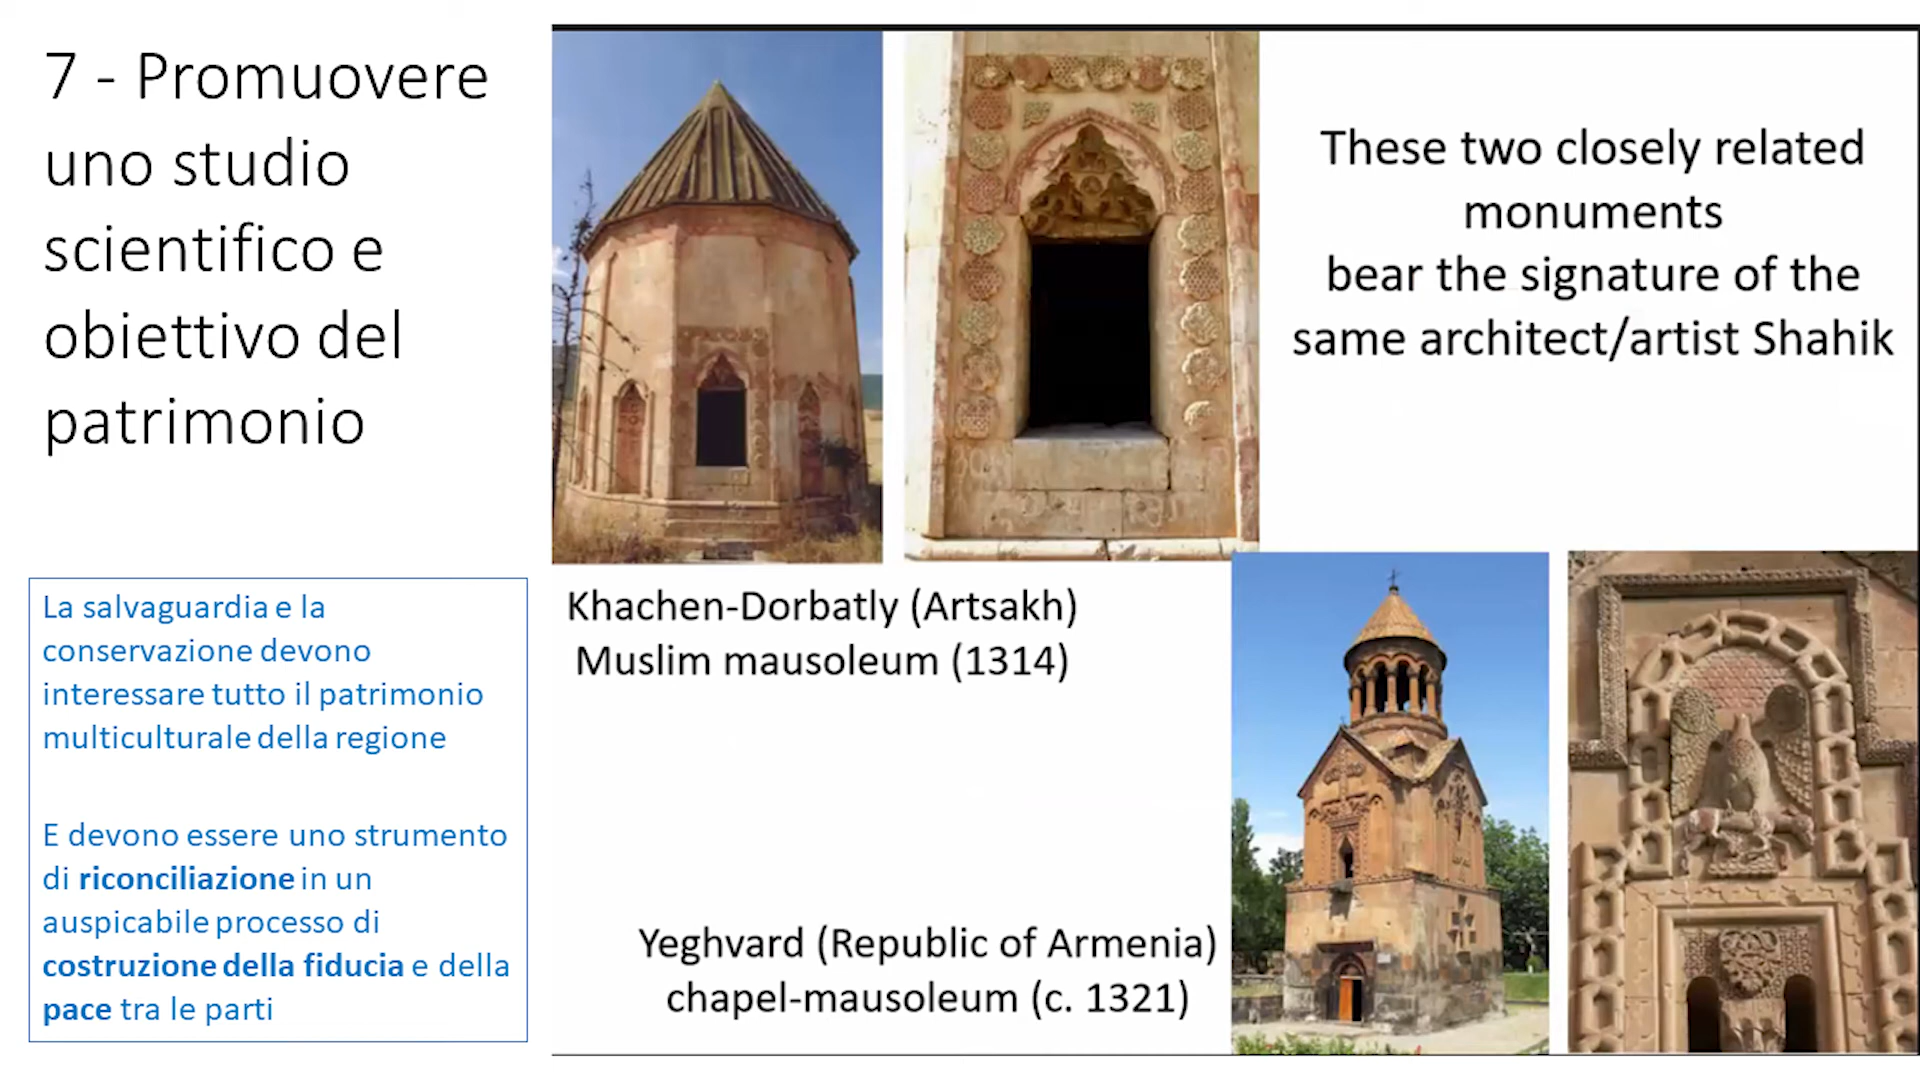 7 - Promuovere
uno studio
scientifico e
obiettivo del
patrimonio
La salvaguardia e la
conservazione devono
interessare tutto il patrimonio
multiculturale della regione
E devono essere uno strumento
di riconciliazione in un
auspicabile processo di
costruzione della fiducia e della
pace tra le parti
These two closely related
monuments
bear the signature of the
same architect/artist Shahik
Khachen-Dorbatly (Artsakh)
Muslim mausoleum (1314)
Yeghvard (Republic of Armenia)
chapel-mausoleum (c. 1321)